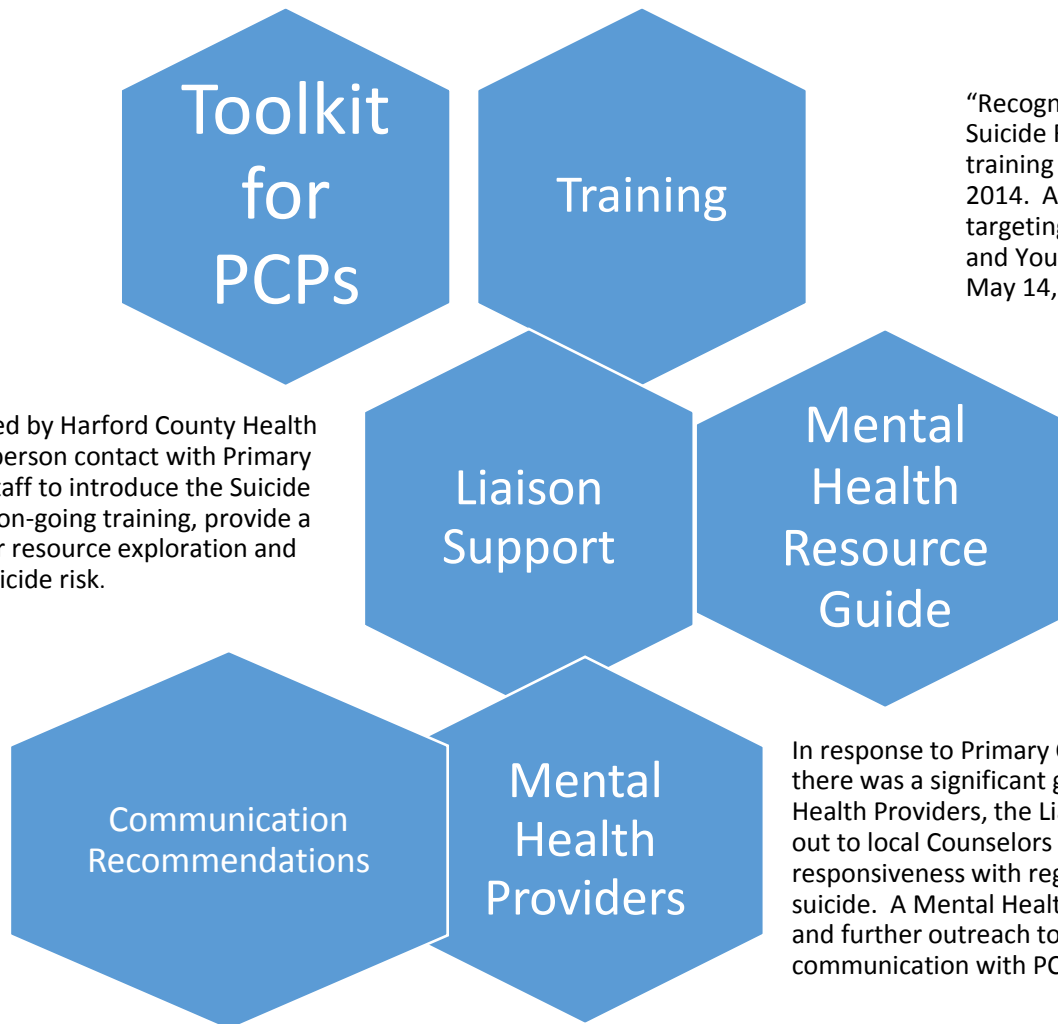 Toolkit
for
PCPs
Training
"Recogn
Suicide
training
2014. A
targeting
and You
May 14,
ed by Harford County Health
person contact with Primary
taff to introduce the Suicide
on-going training, provide a
r resource exploration and
icide risk.
Liaison
Support
Mental
Health
Resource
Guide
Communication
Recommendations
Mental
Health
Providers
In response to Primary
there was a significant g
Health Providers, the Li
out to local Counselors
responsiveness with reg
suicide. A Mental Healt
and further outreach to
communication with PC